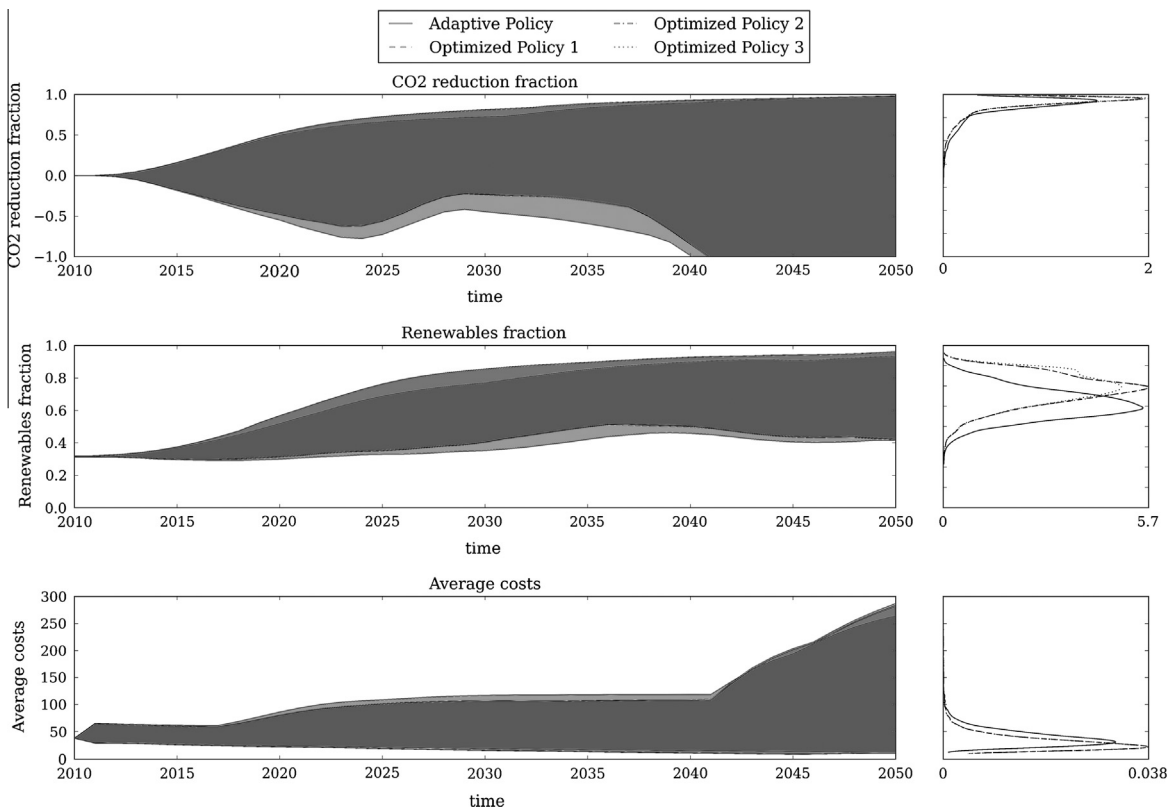 Adaptive Policy
Optimized Policy 1
Optimized Policy 2
Optimized Policy 3
CO2 reduction fraction
CO2 reduction fraction
1.0
0.5
0.0
−0.5
−1.0
2010 2015 2020 2025 2030 2035 2040 2045 2050
time
0 2
Renewables fraction
Renewables fraction
1.0
0.8
0.6
0.4
0.2
0.0
2010 2015 2020 2025 2030 2035 2040 2045 2050
time
0 5.7
Average costs
Average costs
300
250
200
150
100
50
0
2010 2015 2020 2025 2030 2035 2040 2045 2050
time
0 0.038